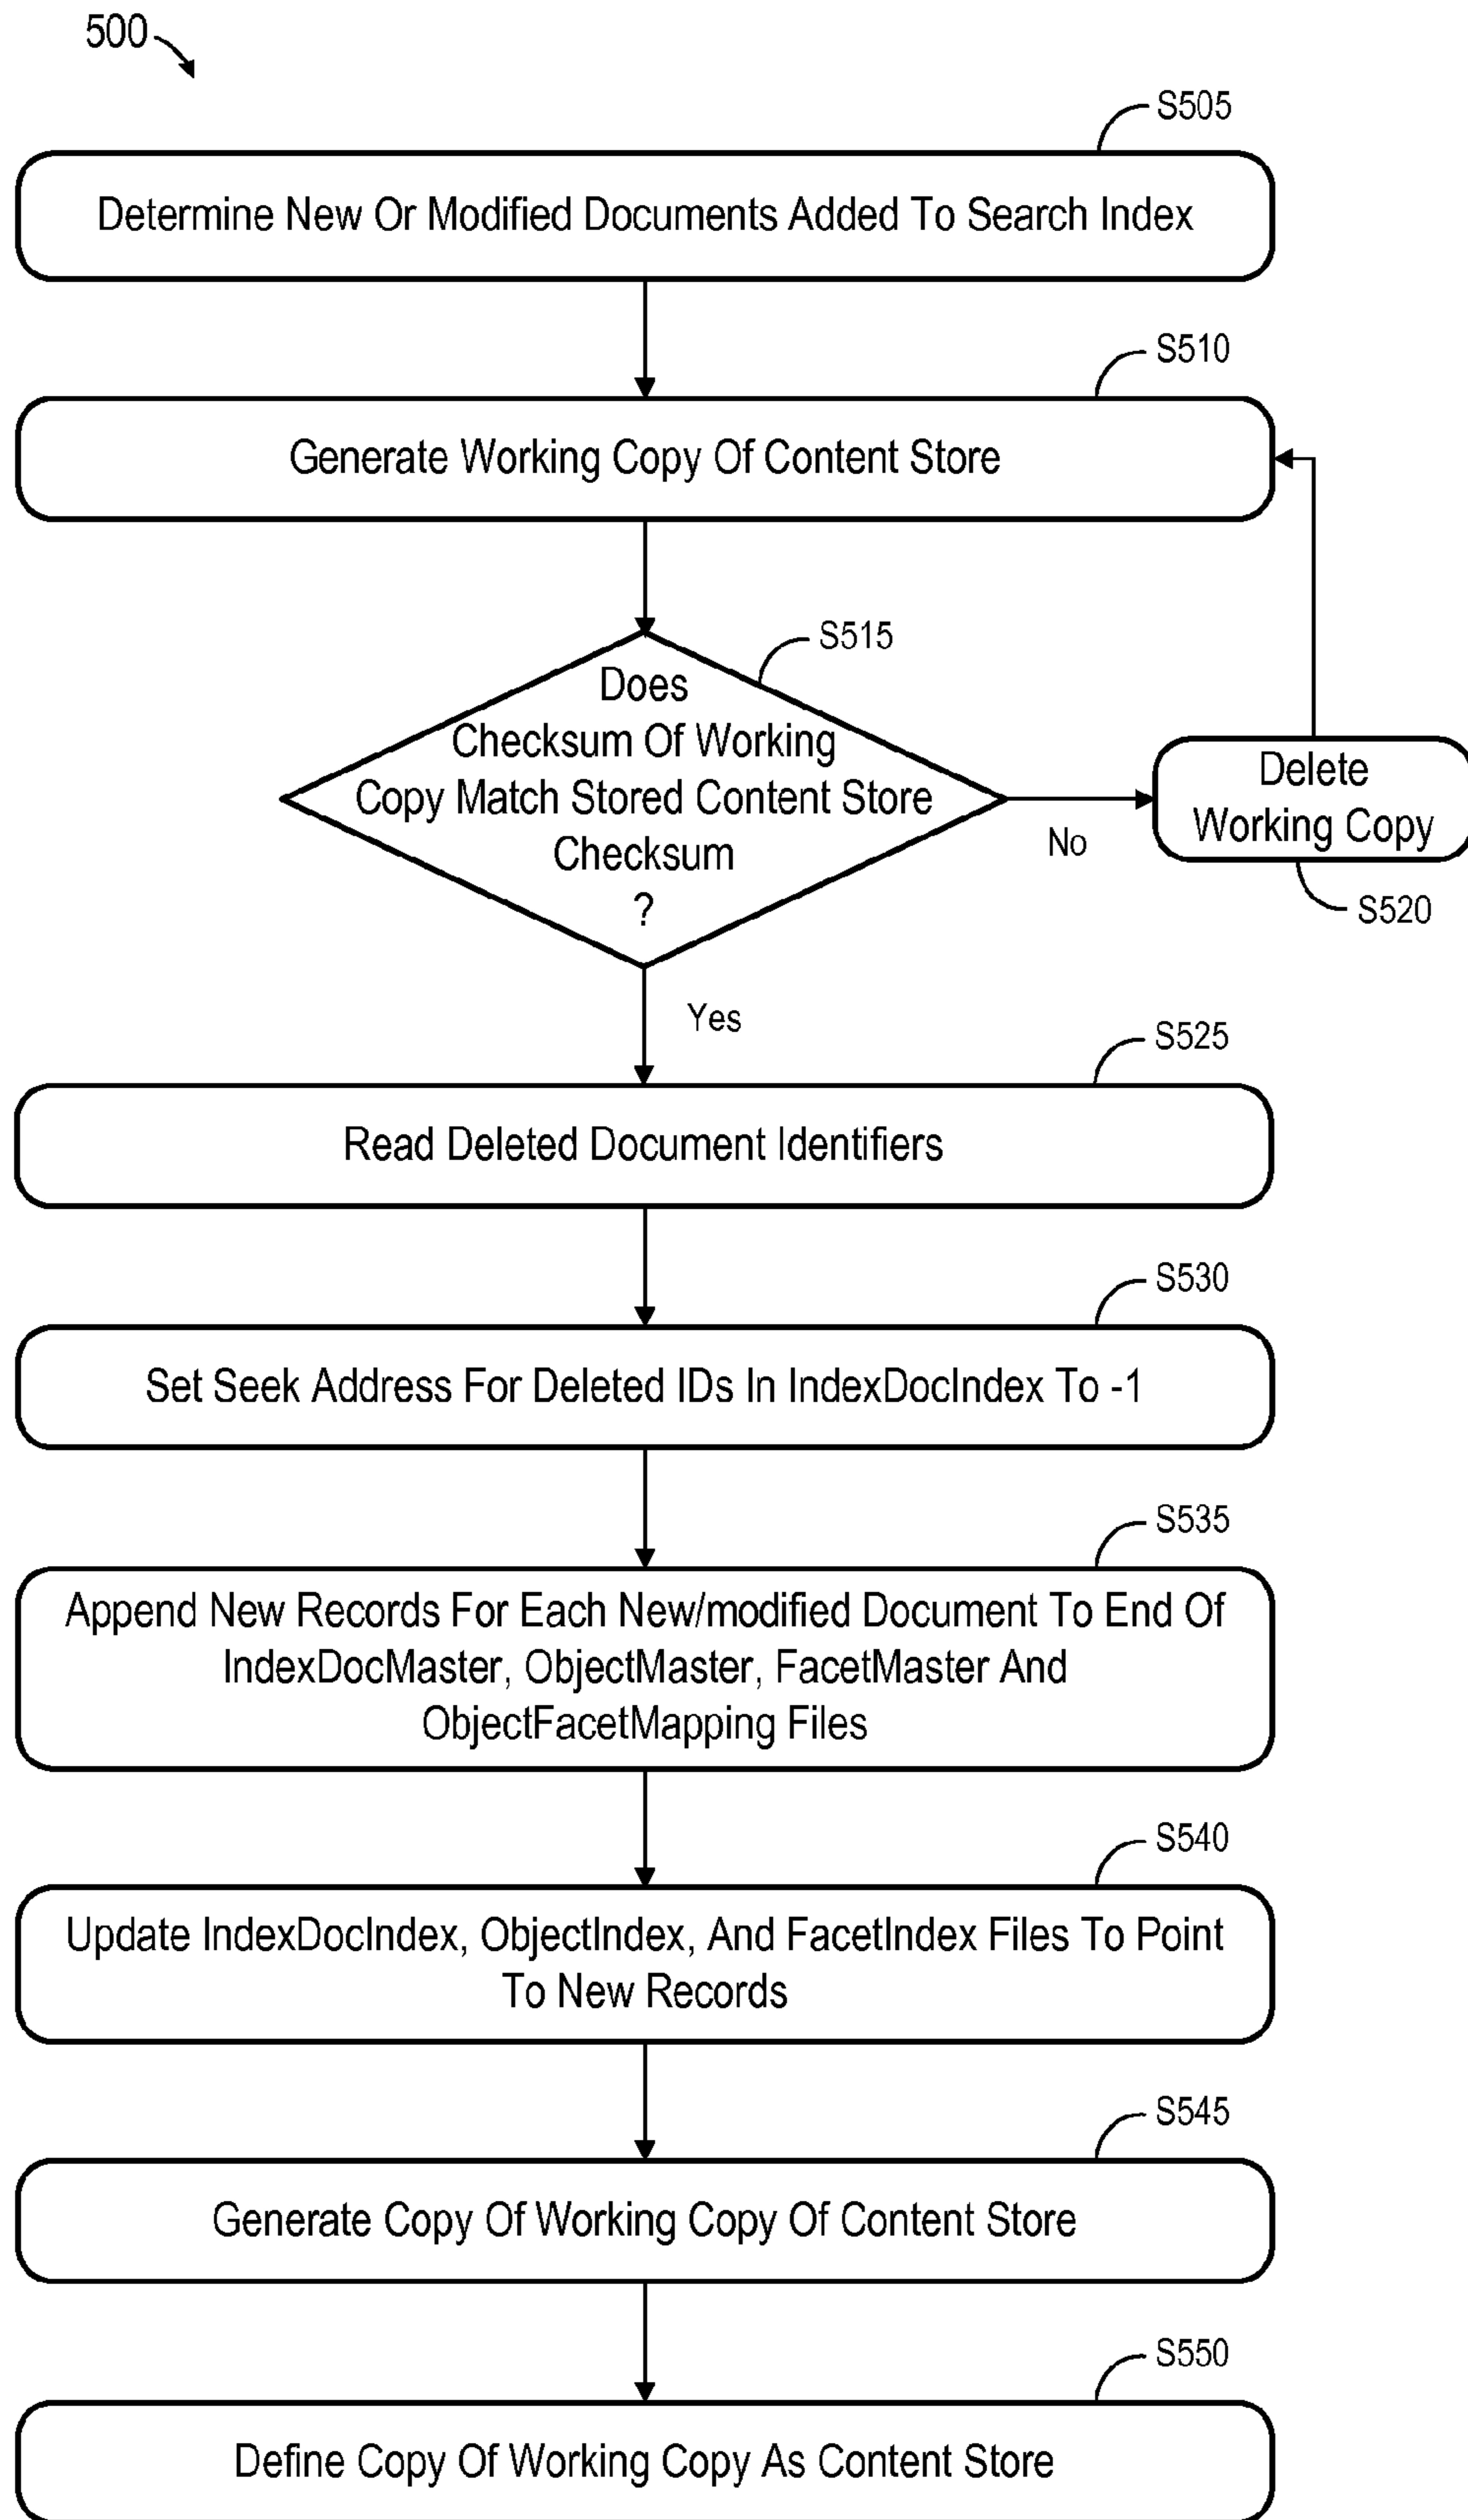 500
S505
Determine New Or Modified Documents Added To Search Index
S510
Generate Working Copy Of Content Store
S515
Does
Checksum Of Working
Copy Match Stored Content Store
Checksum
?
No
Delete
Working Copy
S520
Yes
S525
Read Deleted Document Identifiers
S530
Set Seek Address For Deleted IDs In IndexDocIndex To -1
S535
Append New Records For Each New/modified Document To End Of
IndexDocMaster, ObjectMaster, FacetMaster And
ObjectFacetMapping Files
S540
Update IndexDocIndex, ObjectIndex, And FacetIndex Files To Point
To New Records
S545
Generate Copy Of Working Copy Of Content Store
S550
Define Copy Of Working Copy As Content Store